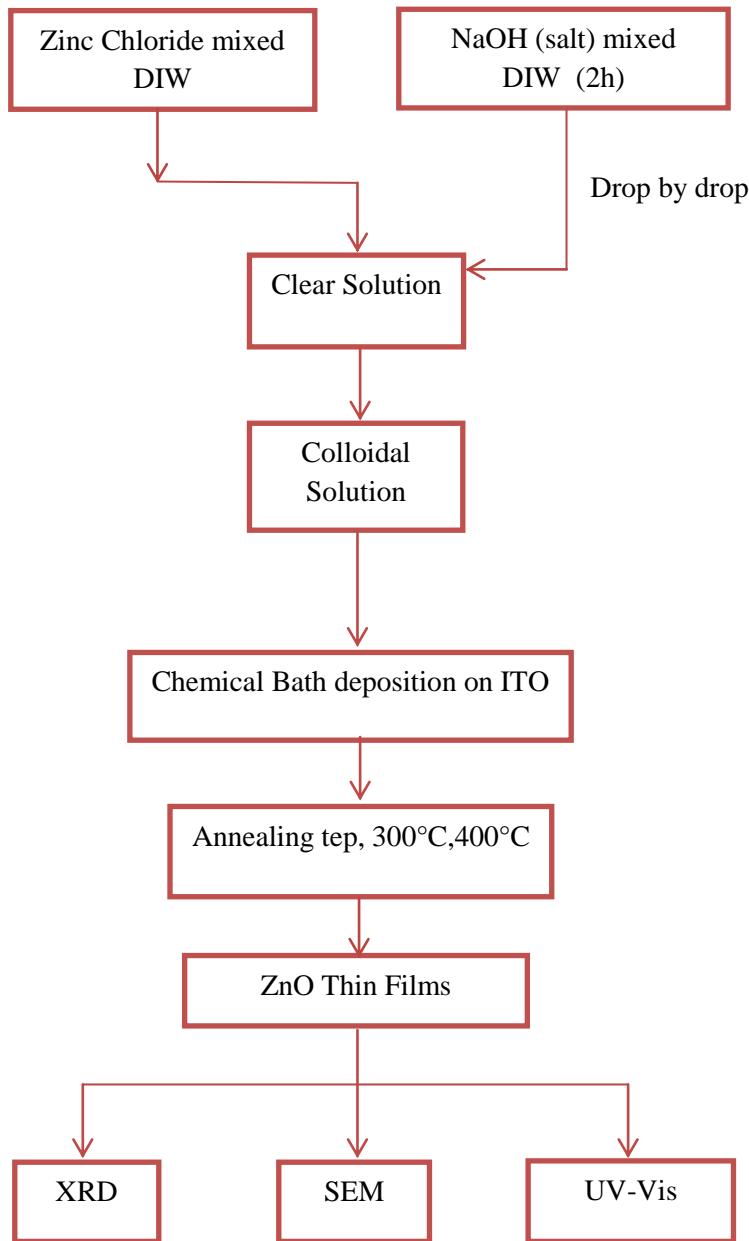 Zinc Chloride mixed
DIW
NaOH (salt) mixed
DIW (2h)
Drop by drop
Clear Solution
Colloidal
Solution
Chemical Bath deposition on ITO
Annealing tep, 300°C,400°C
ZnO Thin Films
XRD
SEM
UV-Vis